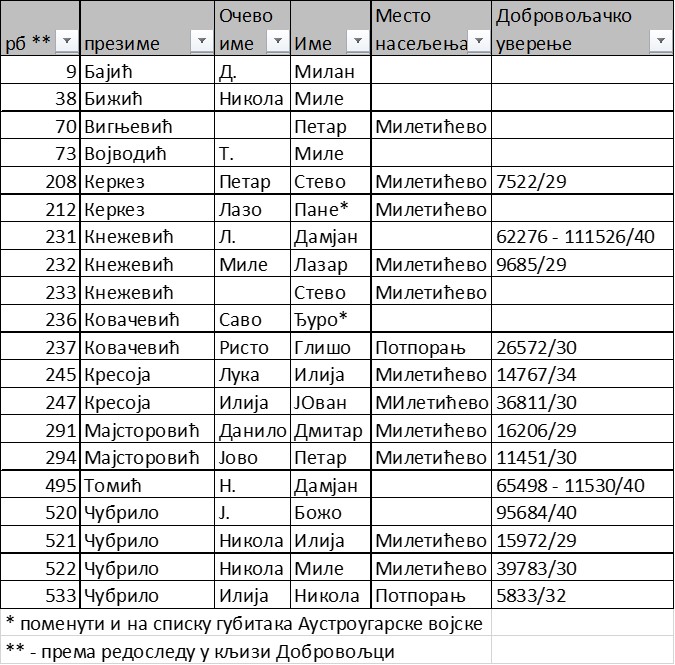 рб ** презиме Очево име Име Место насељења Добровољачко уверење
9 Бајић Д. Милан
38 Бижић Никола Миле
70 Вигњевић Петар Милетићево
73 Војводић Т. Миле
208 Керкез Петар Стево Милетићево 7522/29
212 Керкез Лазо Пане* Милетићево
231 Кнежевић Л. Дамјан 62276 - 111526/40
232 Кнежевић Миле Лазар Милетићево 9685/29
233 Кнежевић Стево Милетићево
236 Ковачевић Саво Ђуро*
237 Ковачевић Ристо Глишо Потпорањ 26572/30
245 Кресоја Лука Илија Милетићево 14767/34
247 Кресоја Илија ЈОван МИлетићево 36811/30
291 Мајсторовић Данило Дмитар Милетићево 16206/29
294 Мајсторовић Јово Петар Милетићево 11451/30
495 Томић Н. Дамјан 65498 - 11530/40
520 Чубрило Ј. Божо 95684/40
521 Чубрило Никола Илија Милетићево 15972/29
522 Чубрило Никола Миле Милетићево 39783/30
533 Чубрило Илија Никола Потпорањ 5833/32
* поменути и на списку губитака Аустроугарске војске
** - према редоследу у књизи Добровољци